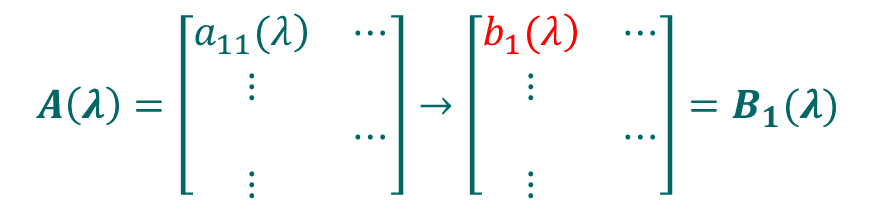 A(λ) = [a₁₁(λ) ⋯ ⋮ ⋯ ⋮] → [b₁(λ) ⋯ ⋮ ⋯ ⋮] = B₁(λ)